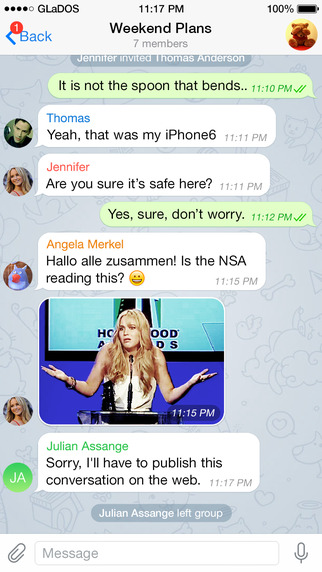 GLaDOS 11:17 PM 100%
1
Back
Weekend Plans
7 members
Jennifer invited Thomas Anderson
It is not the spoon that bends.. 11:10 PM
Thomas
Yeah, that was my iPhone6 11:11 PM
Jennifer
Are you sure it’s safe here? 11:11 PM
Yes, sure, don’t worry. 11:12 PM
Angela Merkel
Hallo alle zusammen! Is the NSA
reading this? 😀 11:15 PM
11:15 PM
Julian Assange
JA
Sorry, I'll have to publish this
conversation on the web. 11:17 PM
Julian Assange left group
Message